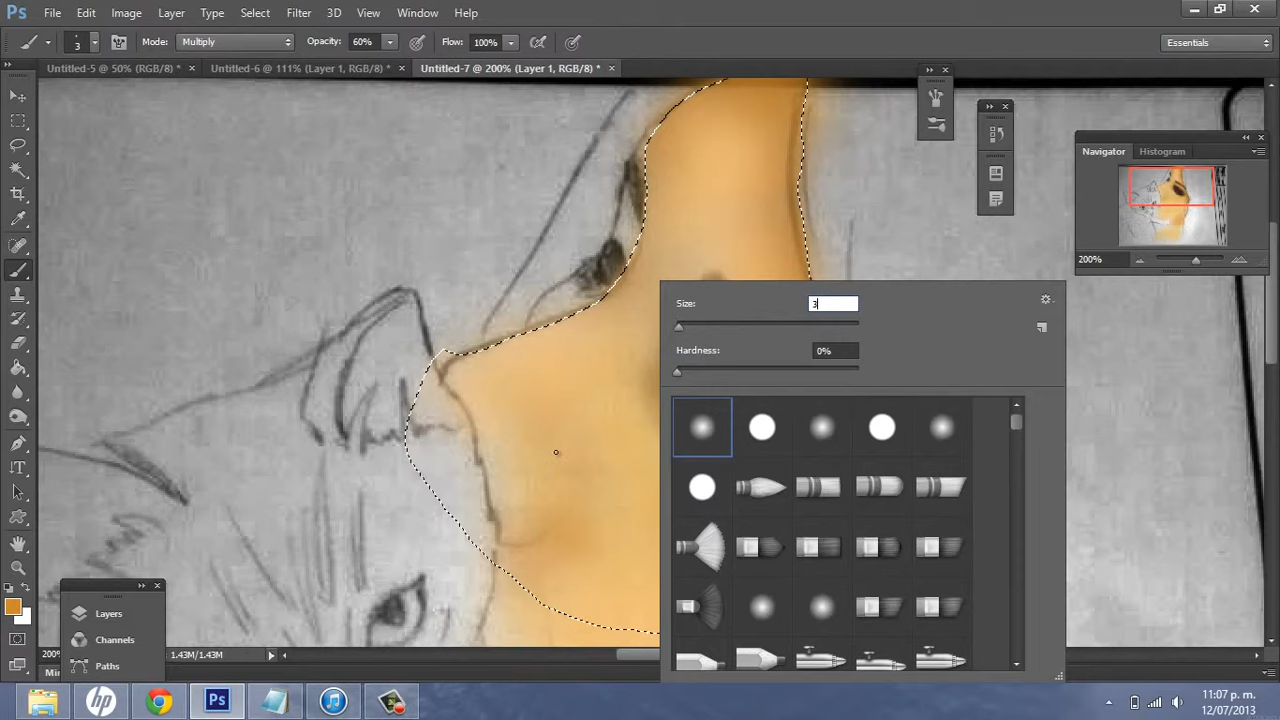 Ps File Edit Image Layer Type Select Filter 3D View Window Help
3 Mode: Multiply Opacity: 60% Flow: 100% Essentials
Untitled-5 @ 50% (RGB/8) * × Untitled-6 @ 111% (Layer 1, RGB/8) * × Untitled-7 @ 200% (Layer 1, RGB/8) * ×
Navigator Histogram
200%
Size: 3
Hardness: 0%
Layers
Channels
Paths
200% 1.43M/1.43M
Ps
11:07 p. m.
12/07/2013